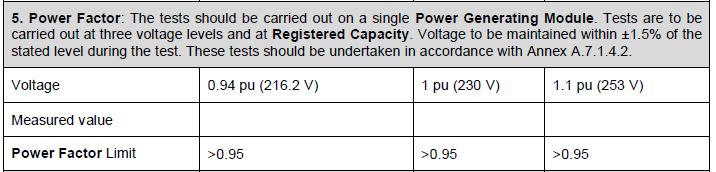 5. Power Factor: The tests should be carried out on a single Power Generating Module. Tests are to be
carried out at three voltage levels and at Registered Capacity. Voltage to be maintained within ±1.5% of the
stated level during the test. These tests should be undertaken in accordance with Annex A.7.1.4.2.
Voltage 0.94 pu (216.2 V) 1 pu (230 V) 1.1 pu (253 V)
Measured value
Power Factor Limit >0.95 >0.95 >0.95